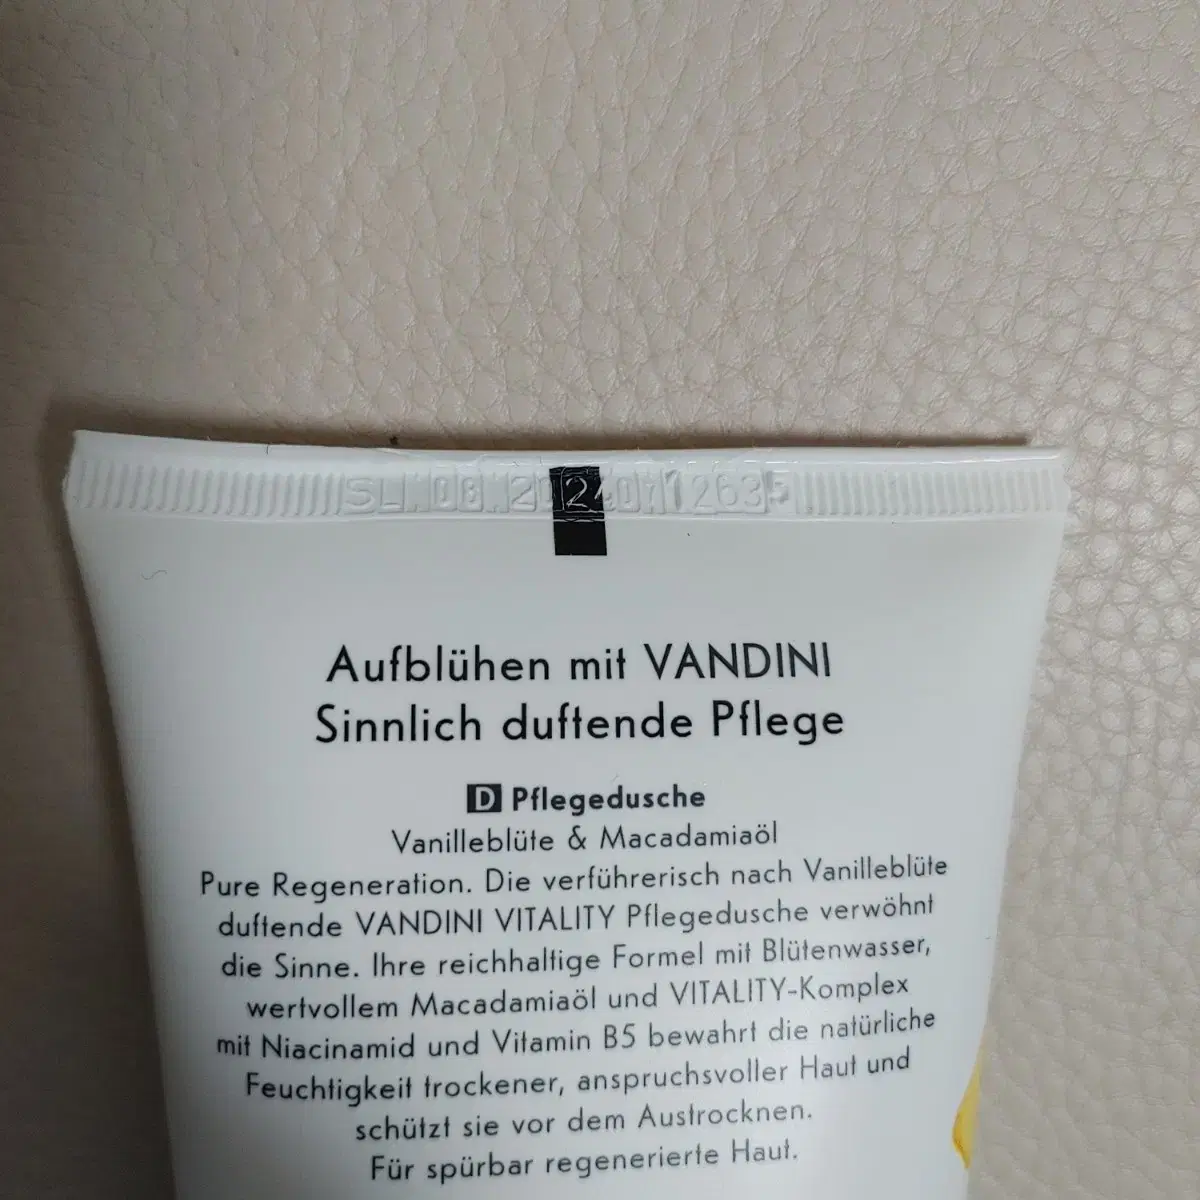 Aufblühen mit VANDINI
Sinnlich duftende Pflege
D Pflegedusche
Vanilleblüte & Macadamiaöl
Pure Regeneration. Die verführerisch nach Vanilleblüte
duftende VANDINI VITALITY Pflegedusche verwöhnt
die Sinne. Ihre reichhaltige Formel mit Blütenwasser,
wertvollem Macadamiaöl und VITALITY-Komplex
mit Niacinamid und Vitamin B5 bewahrt die natürliche
Feuchtigkeit trockener, anspruchsvoller Haut und
schützt sie vor dem Austrocknen.
Für spürbar regenerierte Haut.